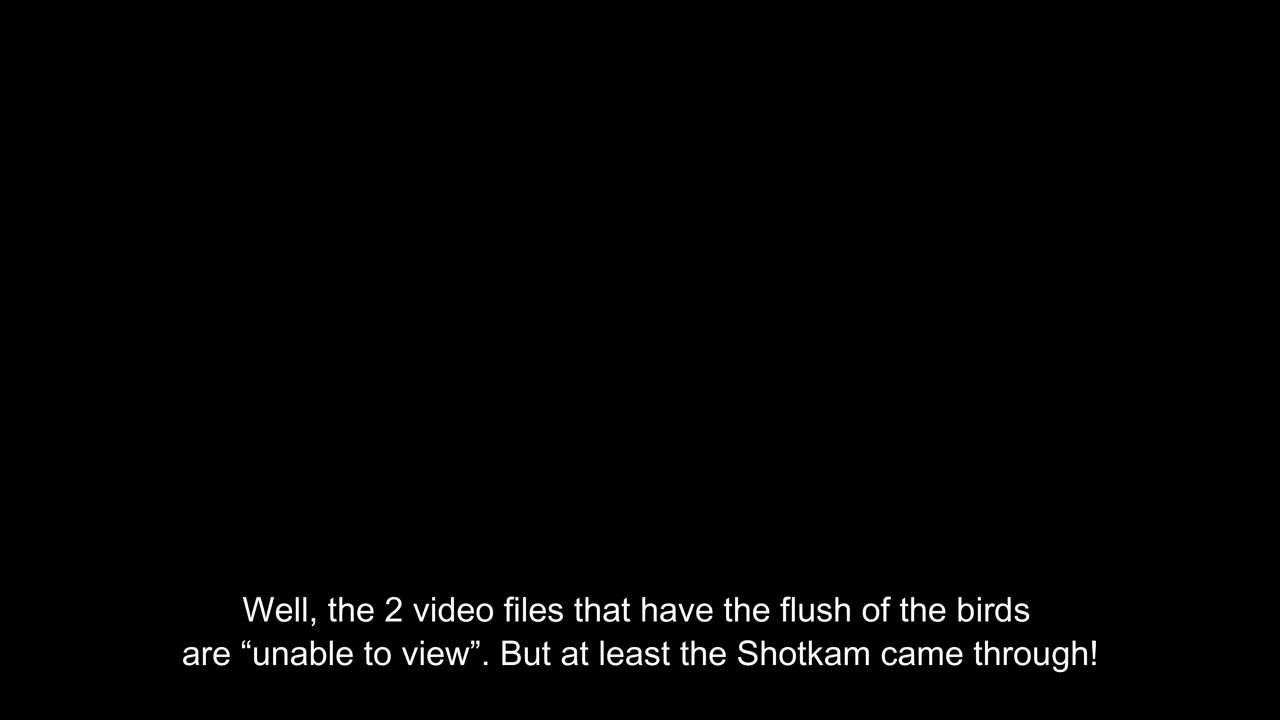 Well, the 2 video files that have the flush of the birds
are “unable to view”. But at least the Shotkam came through!